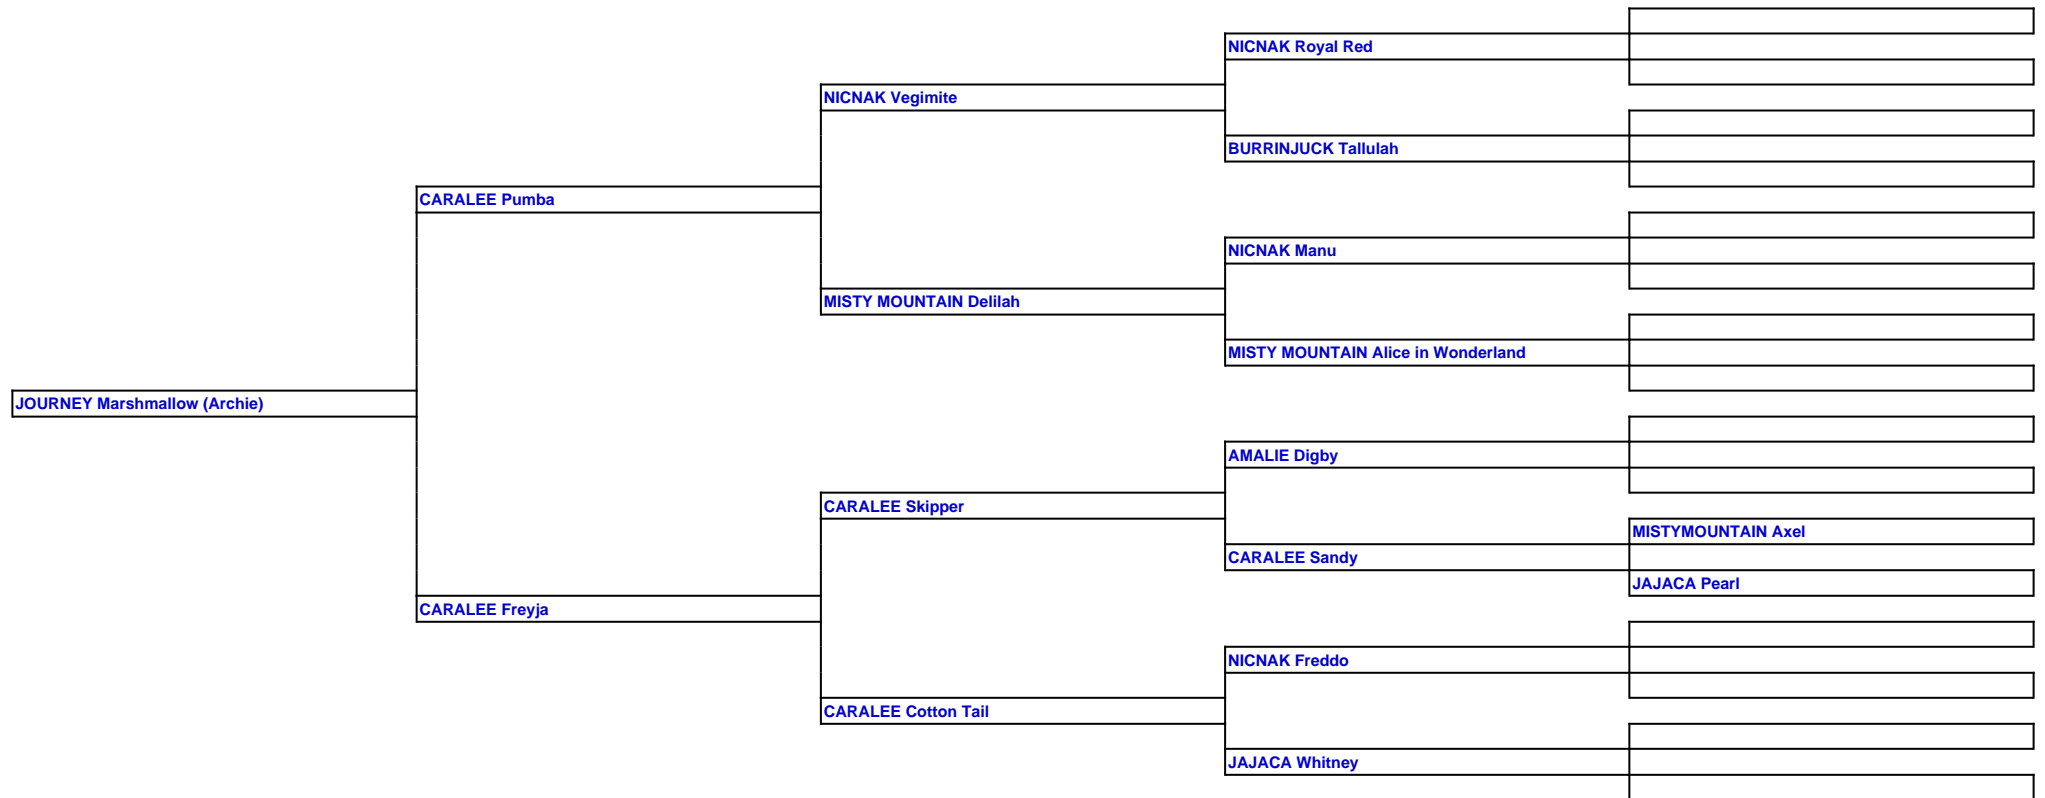 NICNAK Royal Red
NICNAK Vegimite
BURRINJUCK Tallulah
CARALEE Pumba
NICNAK Manu
MISTY MOUNTAIN Delilah
MISTY MOUNTAIN Alice in Wonderland
JOURNEY Marshmallow (Archie)
AMALIE Digby
CARALEE Skipper
MISTYMOUNTAIN Axel
CARALEE Sandy
JAJACA Pearl
CARALEE Freyja
NICNAK Freddo
CARALEE Cotton Tail
JAJACA Whitney